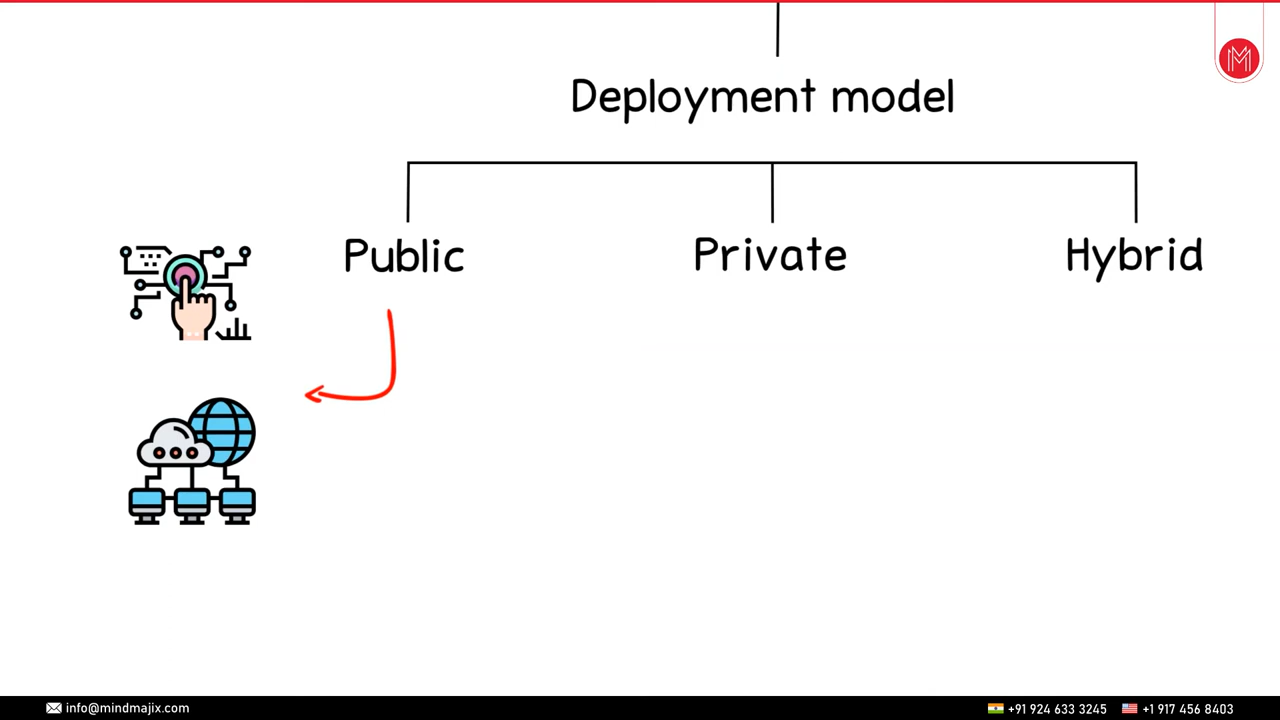 Deployment model
Public Private Hybrid
info@mindmajix.com +91 924 633 3245 +1 917 456 8403